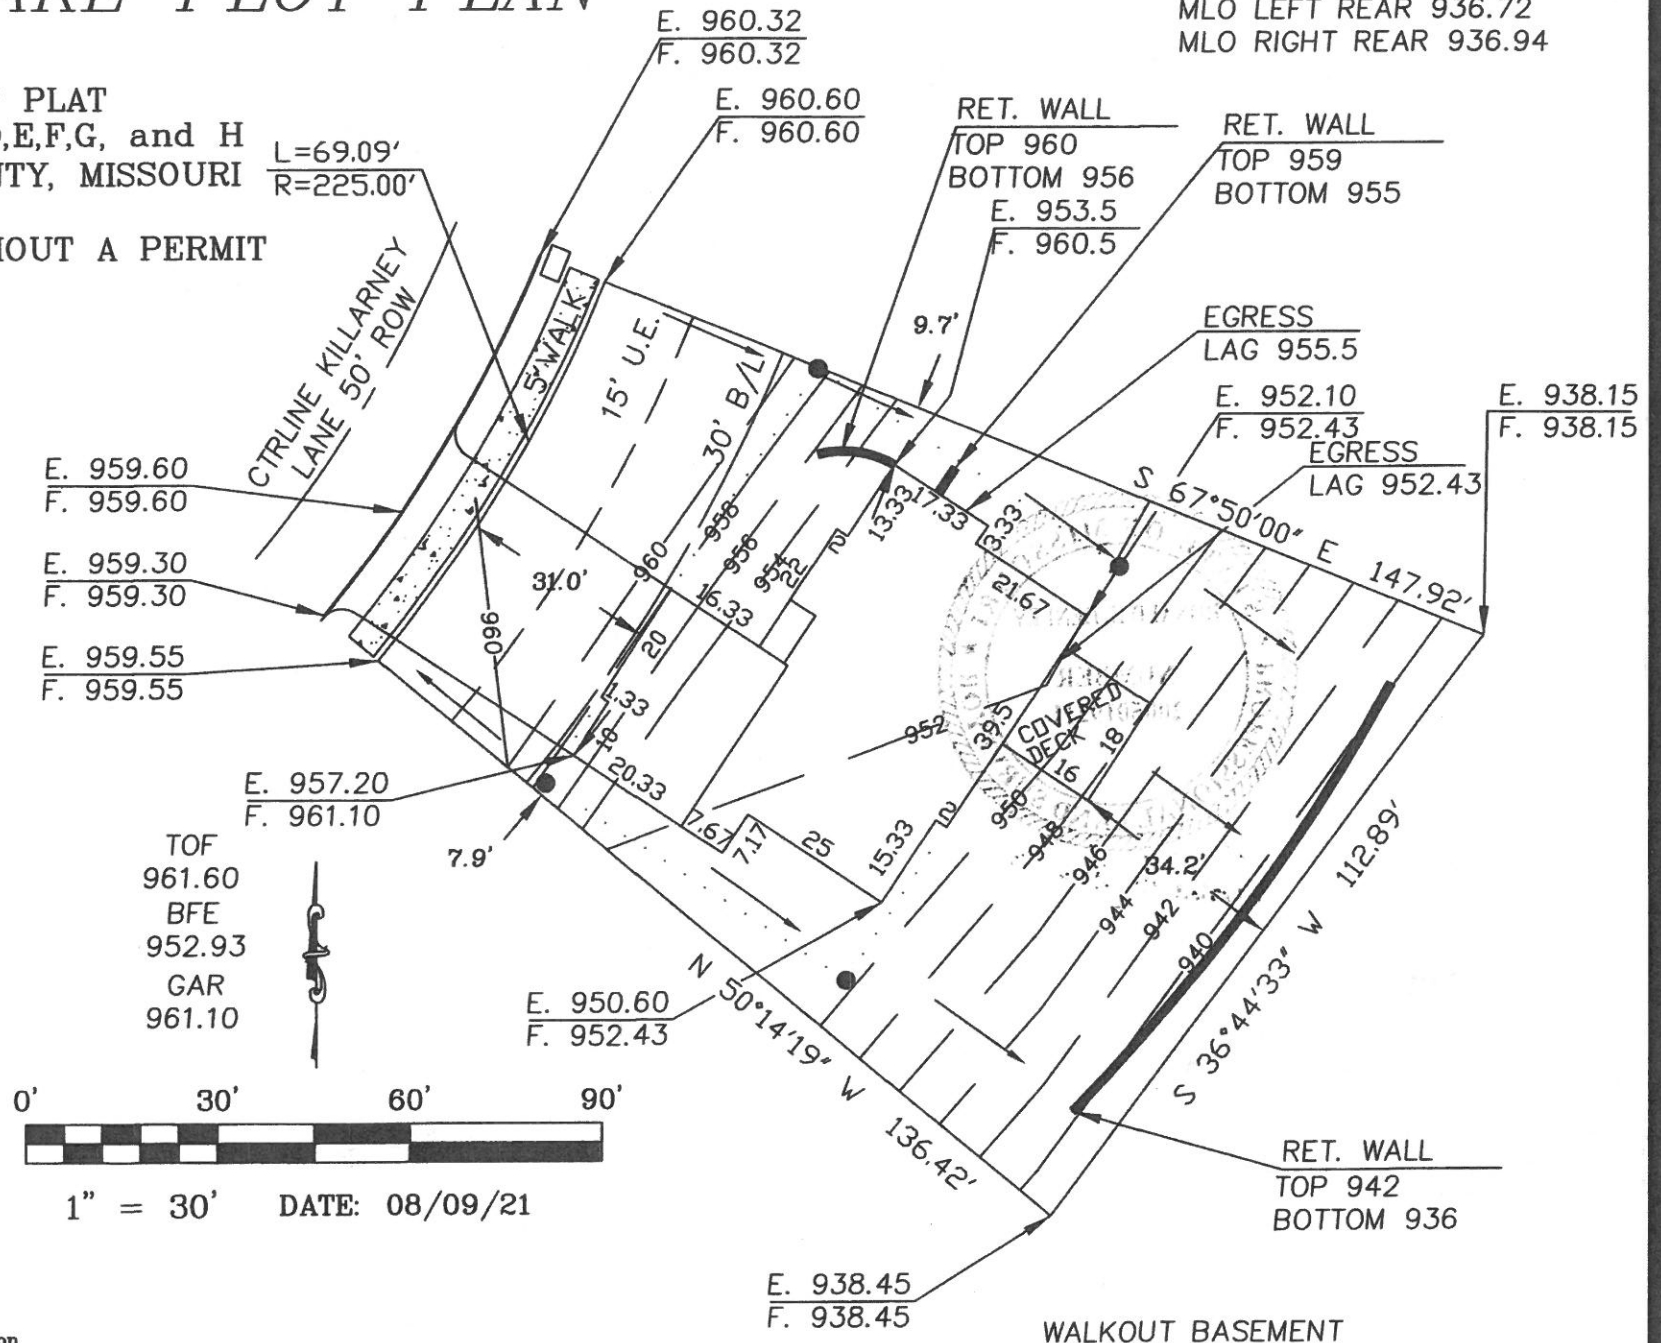 ARE PLOT PLAN
MLO LEFT REAR 936.72
MLO RIGHT REAR 936.94
PLAT
,E,F,G, and H
NTY, MISSOURI
HOUT A PERMIT
L=69.09'
R=225.00'
E. 960.32
F. 960.32
E. 960.60
F. 960.60
RET. WALL
TOP 960
BOTTOM 956
RET. WALL
TOP 959
BOTTOM 955
E. 953.5
F. 960.5
9.7'
EGRESS
LAG 955.5
E. 952.10
F. 952.43
EGRESS
LAG 952.43
E. 938.15
F. 938.15
CTRLINE KILLARNEY
LANE 50' ROW
5' WALK
15' U.E.
30' B/L
E. 959.60
F. 959.60
E. 959.30
F. 959.30
E. 959.55
F. 959.55
S 67°50'00" E 147.92'
31.0'
960
960
958
956
954
22
2
13.33
17.33
3.33
21.67
16.33
20
1.33
18
20.33
7.67
7.17
25
15.33
2
39.5
952
COVERED
DECK
16
18
950
948
946
944
942
940
34.2'
112.89'
S 36°44'33" W
E. 957.20
F. 961.10
7.9'
TOF
961.60
BFE
952.93
GAR
961.10
E. 950.60
F. 952.43
N 50°14'19" W
136.42'
0' 30' 60' 90'
1" = 30' DATE: 08/09/21
RET. WALL
TOP 942
BOTTOM 936
E. 938.45
F. 938.45
WALKOUT BASEMENT